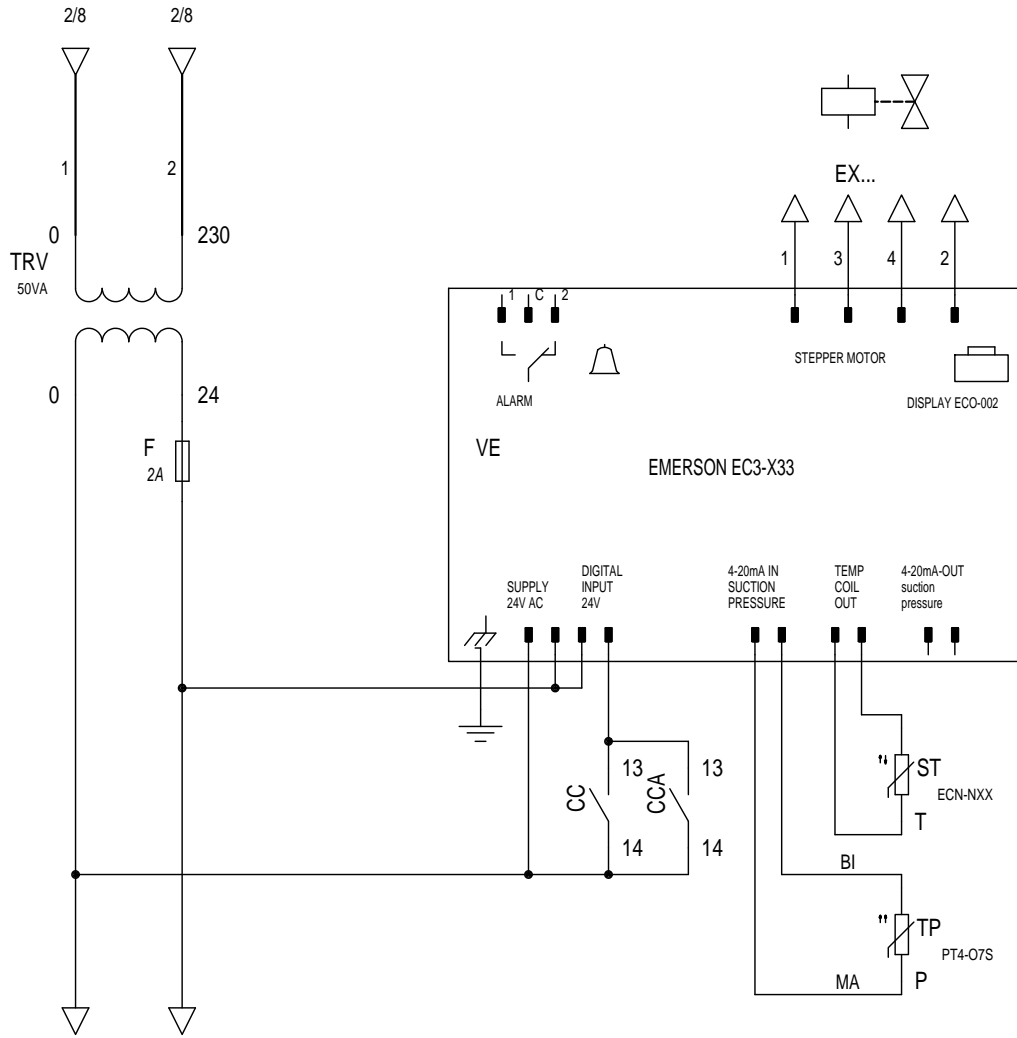 2/8
2/8
1
2
0
230
TRV
50VA
0
24
F
2A
EX...
1
3
4
2
1
C
2
STEPPER MOTOR
ALARM
DISPLAY ECO-002
VE
EMERSON EC3-X33
SUPPLY
24V AC
DIGITAL
INPUT
24V
4-20mA IN
SUCTION
PRESSURE
TEMP
COIL
OUT
4-20mA-OUT
suction
pressure
CC
13
14
CCA
13
14
ST
ECN-NXX
T
BI
TP
PT4-O7S
MA
P